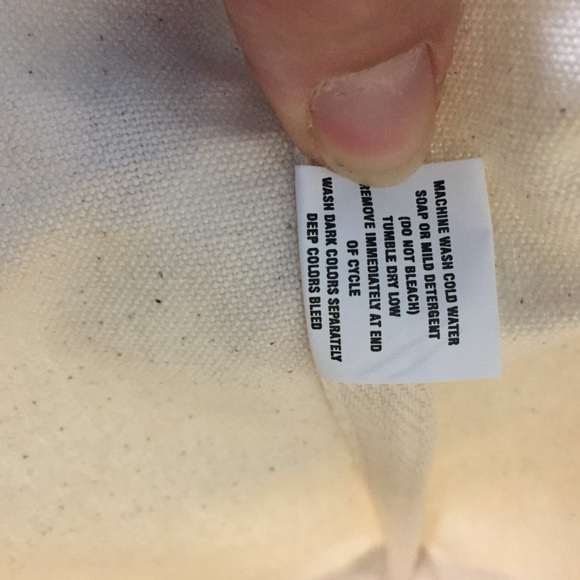 MACHINE WASH COLD WATER
SOAP OR MILD DETERGENT
(DO NOT BLEACH)
TUMBLE DRY LOW
REMOVE IMMEDIATELY AT END
OF CYCLE
WASH DARK COLORS SEPARATELY
DEEP COLORS BLEED